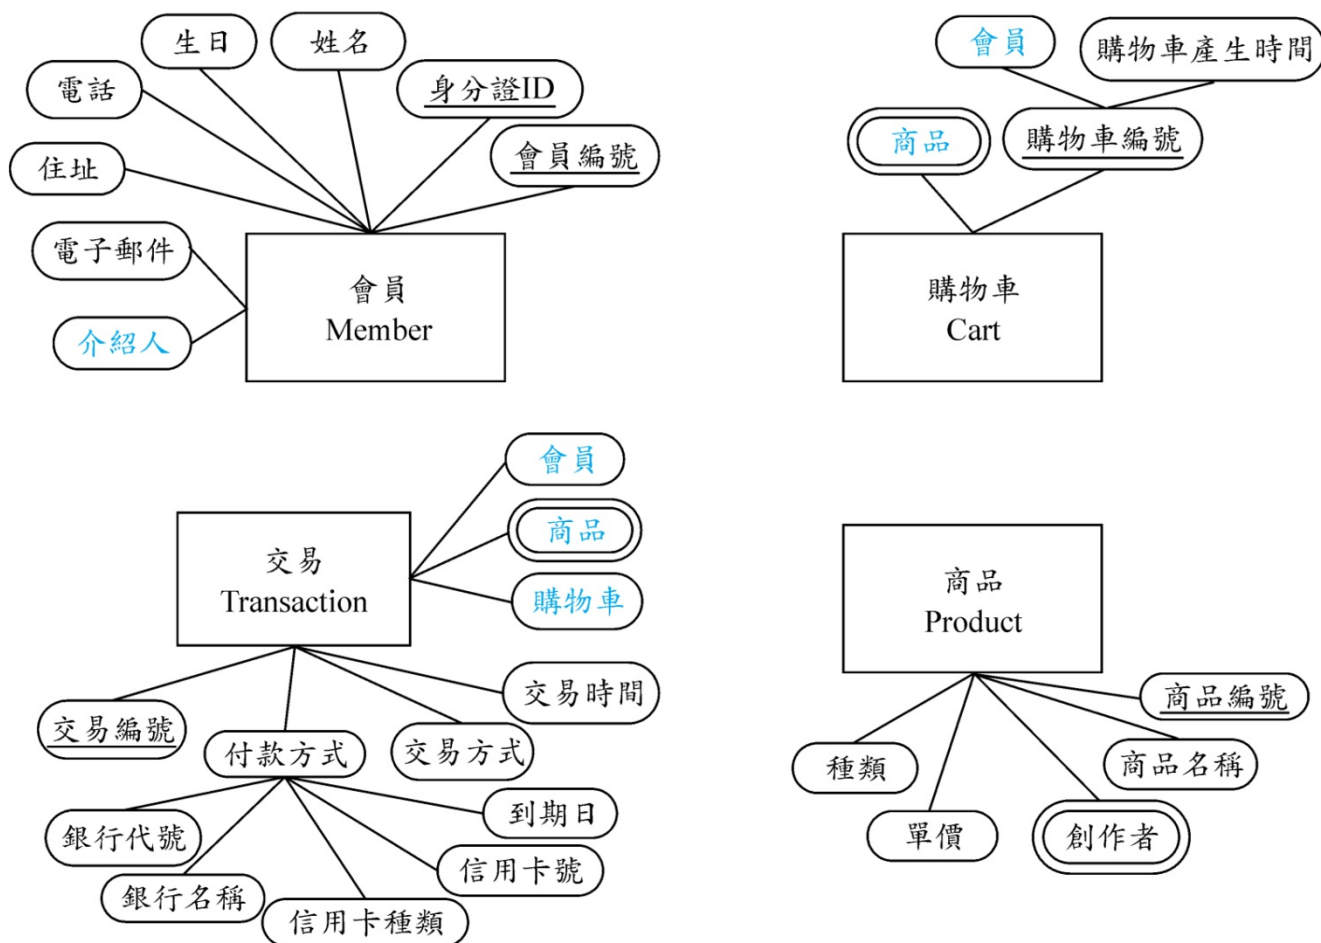 生日
姓名
電話
身分證ID
會員編號
住址
電子郵件
介紹人
會員
Member
會員
購物車產生時間
商品
購物車編號
購物車
Cart
會員
商品
購物車
交易
Transaction
交易時間
交易編號
付款方式
交易方式
到期日
銀行代號
信用卡號
銀行名稱
信用卡種類
商品
Product
商品編號
商品名稱
種類
單價
創作者